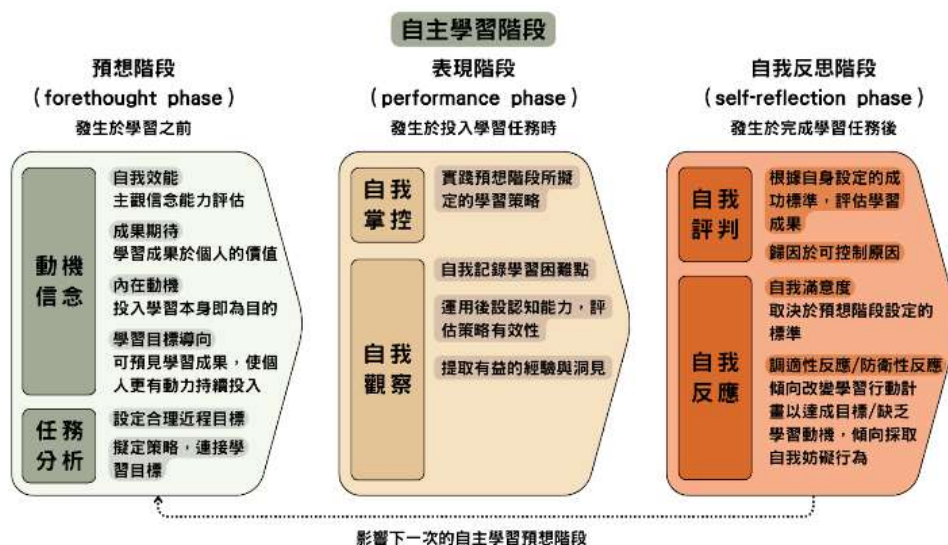 自主學習階段
預想階段
（forethought phase）
發生於學習之前
動機
信念
自我效能
主觀信念能力評估
成果期待
學習成果於個人的價值
內在動機
投入學習本身即為目的
學習目標導向
可預見學習成果，使個
人更有動力持續投入
任務
分析
設定合理近程目標
擬定策略，連接學
習目標
表現階段
（performance phase）
發生於投入學習任務時
自我
掌控
實踐預想階段所擬
定的學習策略
自我
觀察
自我記錄學習困難點
運用後設認知能力，評
估策略有效性
提取有益的經驗與洞見
自我反思階段
（self-reflection phase）
發生於完成學習任務後
自我
評判
根據自身設定的成
功標準，評估學習
成果
歸因於可控制原因
自我
反應
自我滿意度
取決於預想階段設定的
標準
調適性反應/防衛性反應
傾向改變學習行動計
畫以達成目標/缺乏
學習動機，傾向採取
自我妨礙行為
影響下一次的自主學習預想階段